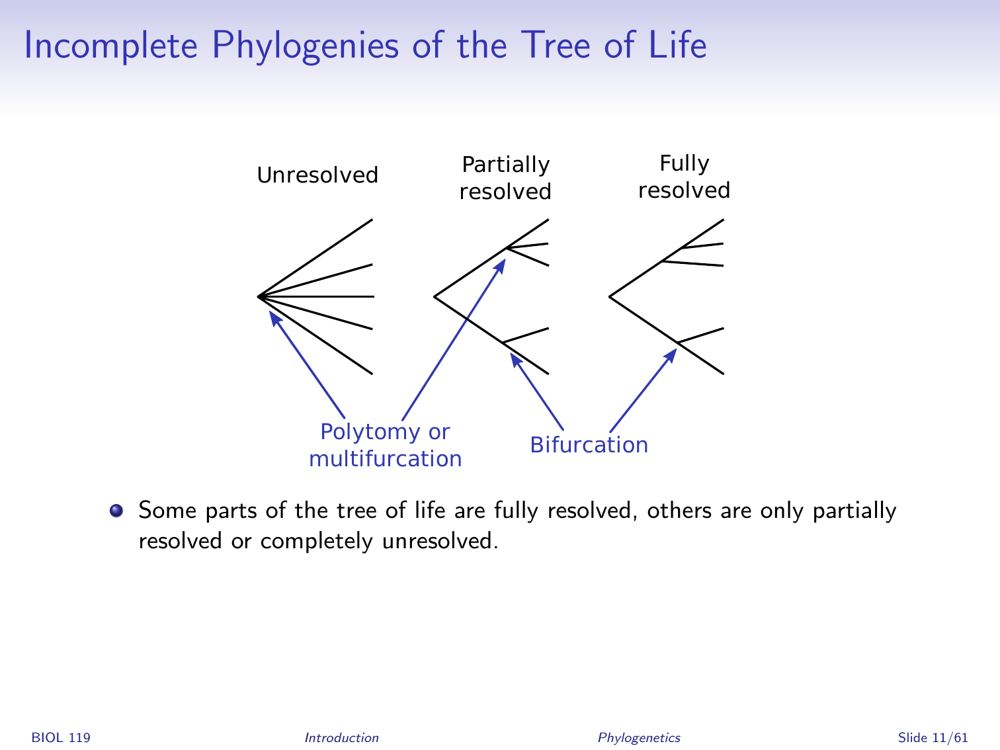 Incomplete Phylogenies of the Tree of Life
Unresolved
Partially
resolved
Fully
resolved
Polytomy or
multifurcation
Bifurcation
Some parts of the tree of life are fully resolved, others are only partially
resolved or completely unresolved.
BIOL 119 Introduction Phylogenetics Slide 11/61